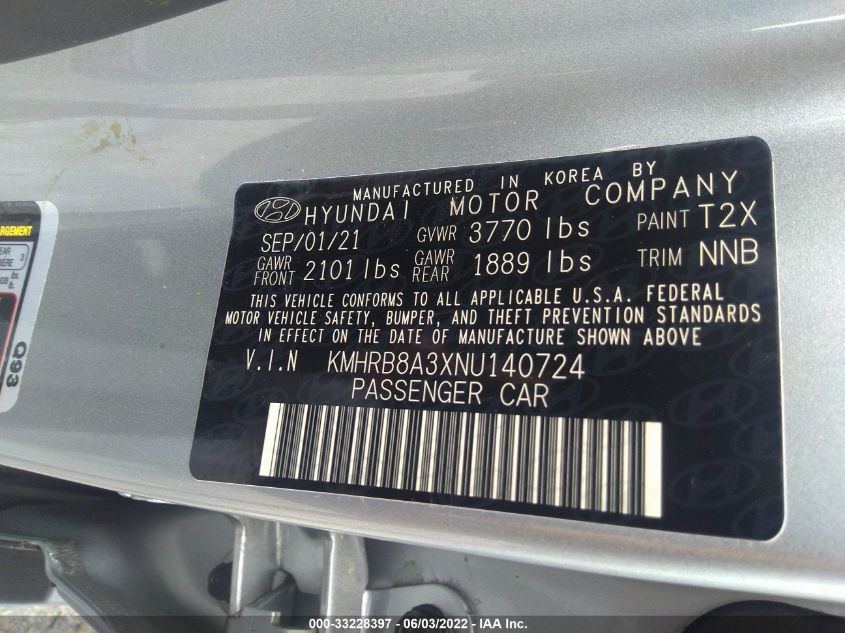 MANUFACTURED IN KOREA BY
HYUNDAI MOTOR COMPANY
SEP/01/21 GVWR 3770 lbs PAINT T2X
GAWR FRONT 2101 lbs GAWR REAR 1889 lbs TRIM NNB
THIS VEHICLE CONFORMS TO ALL APPLICABLE U.S.A. FEDERAL
MOTOR VEHICLE SAFETY, BUMPER, AND THEFT PREVENTION STANDARDS
IN EFFECT ON THE DATE OF MANUFACTURE SHOWN ABOVE
V.I.N KMHRB8A3XNU140724
PASSENGER CAR
Q93
000-33228397 - 06/03/2022 - IAA Inc.